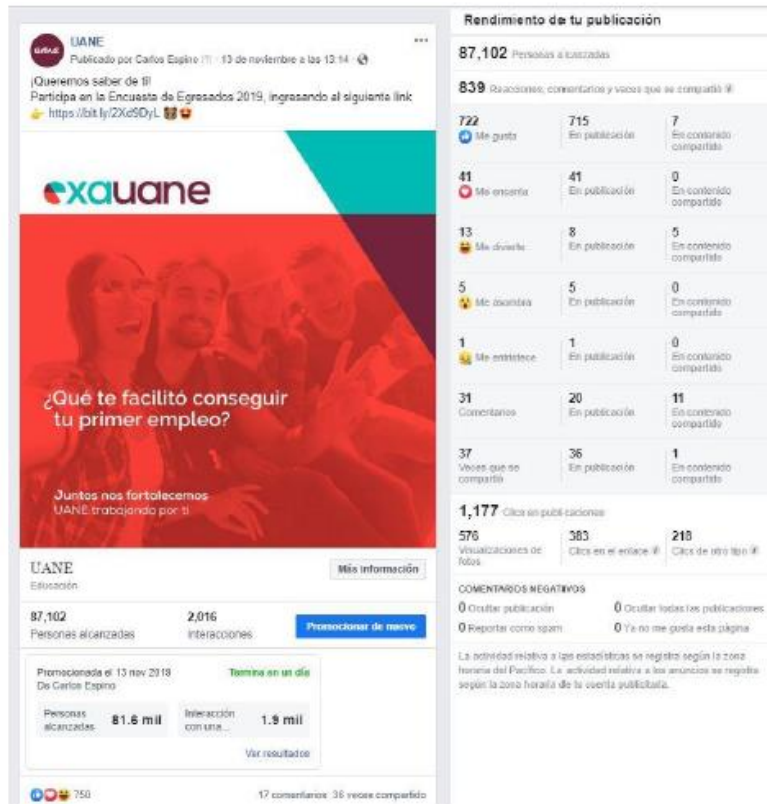 UANE
Publicado por Carlos Espino [?] · 13 de noviembre a las 13:14 ·
¡Queremos saber de ti!
Participa en la Encuesta de Egresados 2019, ingresando al siguiente link
👉 https://bit.ly/2Xd9DyL
exauane
¿Qué te facilitó conseguir
tu primer empleo?
Juntos nos fortalecemos
UANE trabajando por ti
UANE
Educación
Más información
87,102
Personas alcanzadas
2,016
Interacciones
Promocionar de nuevo
Promocionada el 13 nov 2019
De Carlos Espino
Termina en un día
Personas alcanzadas
81.6 mil
Interacción con una...
1.9 mil
Ver resultados
758
17 comentarios 36 veces compartido
Rendimiento de tu publicación
87,102 Personas alcanzadas
839 Reacciones, comentarios y veces que se compartió
722
Me gusta
715
En publicación
7
En contenido compartido
41
Me encanta
41
En publicación
0
En contenido compartido
13
Me divierte
8
En publicación
5
En contenido compartido
5
Me asombra
5
En publicación
0
En contenido compartido
1
Me entristece
1
En publicación
0
En contenido compartido
31
Comentarios
20
En publicación
11
En contenido compartido
37
Veces que se compartió
36
En publicación
1
En contenido compartido
1,177 Clics en publicaciones
576
Visualizaciones de fotos
383
Clics en el enlace
218
Clics de otro tipo
COMENTARIOS NEGATIVOS
0 Ocultar publicación
0 Ocultar todas las publicaciones
0 Reportar como spam
0 Ya no me gusta esta página
La actividad relativa a las estadísticas se registra según la zona
horaria del Pacífico. La actividad relativa a los anuncios se registra
según la zona horaria de tu cuenta publicitaria.